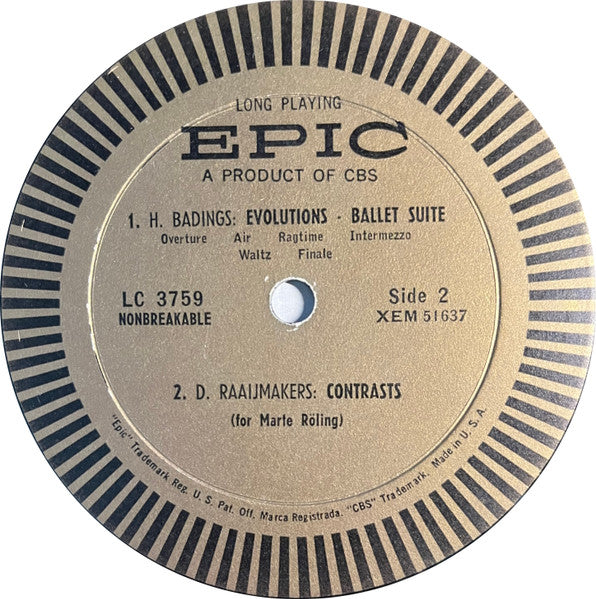 LONG PLAYING
EPIC
A PRODUCT OF CBS
1. H. BADINGS: EVOLUTIONS - BALLET SUITE
Overture Air Ragtime Intermezzo
Waltz Finale
LC 3759
NONBREAKABLE
Side 2
XEM 51637
2. D. RAAIJMAKERS: CONTRASTS
(for Marte Röling)
"Epic" Trademark Reg. U. S. Pat. Off. Marca Registrada. "CBS" Trademark. Made in U. S. A.